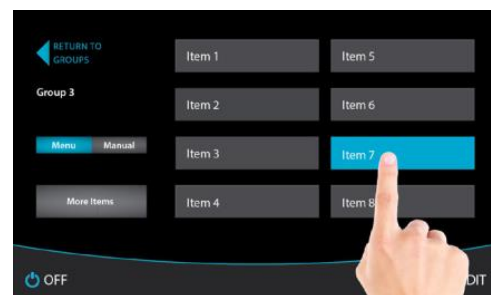 RETURN TO
GROUPS
Group 3
Menu Manual
More Items
Item 1
Item 2
Item 3
Item 4
Item 5
Item 6
Item 7
Item 8
OFF
DIT